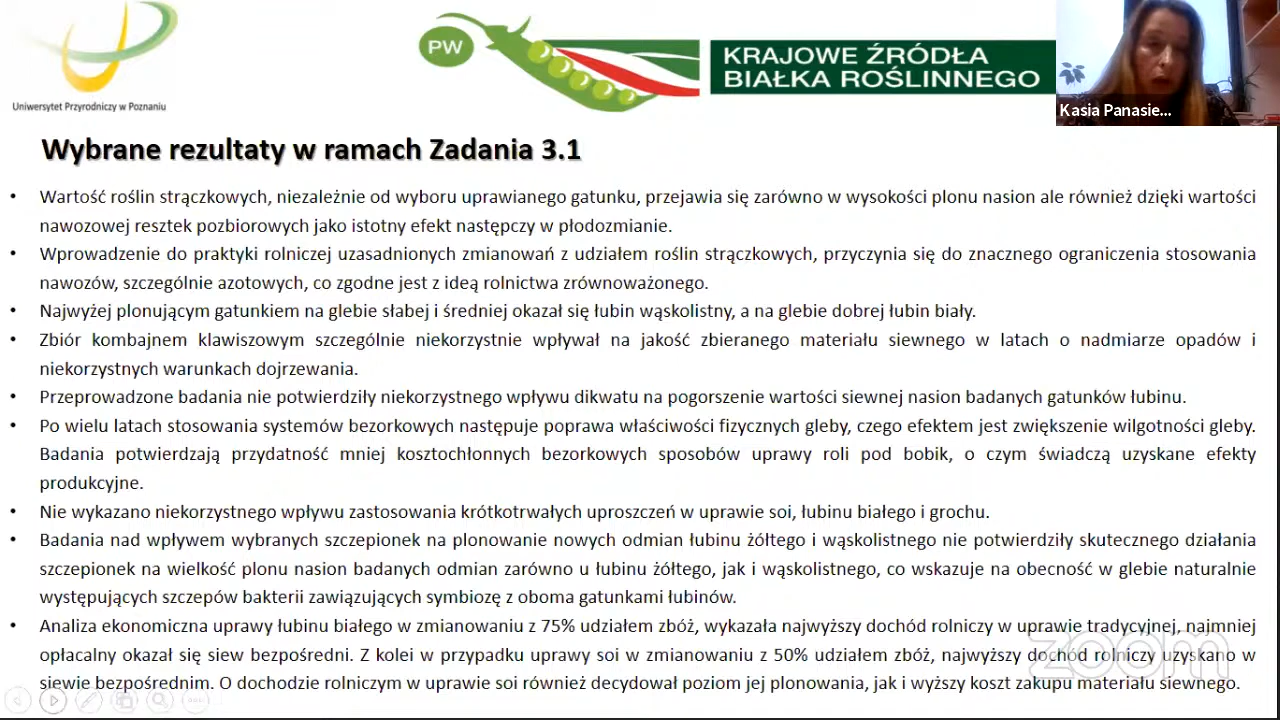 Uniwersytet Przyrodniczy w Poznaniu
PW
KRAJOWE ŹRÓDŁA
BIAŁKA ROŚLINNEGO
Kasia Panasie...
Wybrane rezultaty w ramach Zadania 3.1
• Wartość roślin strączkowych, niezależnie od wyboru uprawianego gatunku, przejawia się zarówno w wysokości plonu nasion ale również dzięki wartości
nawozowej resztek pozbiorowych jako istotny efekt następczy w płodozmianie.
• Wprowadzenie do praktyki rolniczej uzasadnionych zmianowań z udziałem roślin strączkowych, przyczynia się do znacznego ograniczenia stosowania
nawozów, szczególnie azotowych, co zgodne jest z ideą rolnictwa zrównoważonego.
• Najwyżej plonującym gatunkiem na glebie słabej i średniej okazał się łubin wąskolistny, a na glebie dobrej łubin biały.
• Zbiór kombajnem klawiszowym szczególnie niekorzystnie wpływał na jakość zbieranego materiału siewnego w latach o nadmiarze opadów i
niekorzystnych warunkach dojrzewania.
• Przeprowadzone badania nie potwierdziły niekorzystnego wpływu dikwatu na pogorszenie wartości siewnej nasion badanych gatunków łubinu.
• Po wielu latach stosowania systemów bezorkowych następuje poprawa właściwości fizycznych gleby, czego efektem jest zwiększenie wilgotności gleby.
Badania potwierdzają przydatność mniej kosztochłonnych bezorkowych sposobów uprawy roli pod bobik, o czym świadczą uzyskane efekty
produkcyjne.
• Nie wykazano niekorzystnego wpływu zastosowania krótkotrwałych uproszczeń w uprawie soi, łubinu białego i grochu.
• Badania nad wpływem wybranych szczepionek na plonowanie nowych odmian łubinu żółtego i wąskolistnego nie potwierdziły skutecznego działania
szczepionek na wielkość plonu nasion badanych odmian zarówno u łubinu żółtego, jak i wąskolistnego, co wskazuje na obecność w glebie naturalnie
występujących szczepów bakterii zawiązujących symbiozę z oboma gatunkami łubinów.
• Analiza ekonomiczna uprawy łubinu białego w zmianowaniu z 75% udziałem zbóż, wykazała najwyższy dochód rolniczy w uprawie tradycyjnej, najmniej
opłacalny okazał się siew bezpośredni. Z kolei w przypadku uprawy soi w zmianowaniu z 50% udziałem zbóż, najwyższy dochód rolniczy uzyskano w
siewie bezpośrednim. O dochodzie rolniczym w uprawie soi również decydował poziom jej plonowania, jak i wyższy koszt zakupu materiału siewnego.
zoom